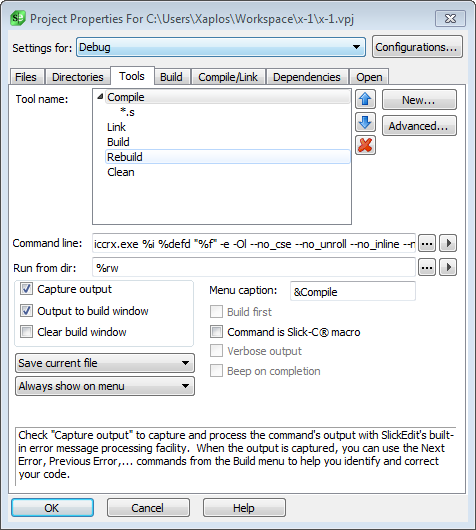 Project Properties For C:\Users\Xaplos\Workspace\x-1\x-1.vpj
Settings for: Debug Configurations...
Files Directories Tools Build Compile/Link Dependencies Open
Tool name: Compile New...
*.s
Link Advanced...
Build
Rebuild
Clean
Command line: iccrx.exe %i %defd "%f" -e -Ol --no_cse --no_unroll --no_inline
Run from dir: %rw
Capture output Menu caption: &Compile
Output to build window Build first
Clear build window Command is Slick-C® macro
Verbose output
Save current file Beep on completion
Always show on menu
Check "Capture output" to capture and process the command's output with SlickEdit's built-
in error message processing facility. When the output is captured, you can use the Next
Error, Previous Error,... commands from the Build menu to help you identify and correct
your code.
OK Cancel Help